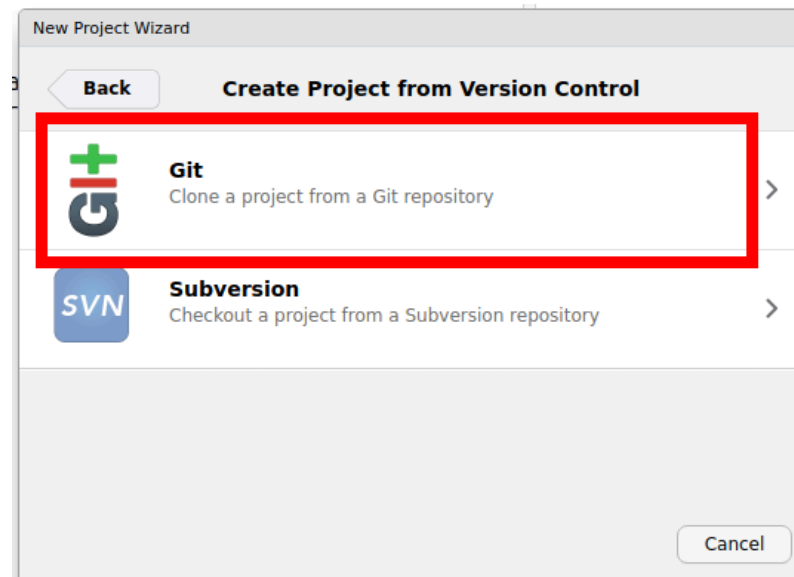 New Project Wizard
Back
Create Project from Version Control
git
Git
Clone a project from a Git repository
SVN
Subversion
Checkout a project from a Subversion repository
Cancel